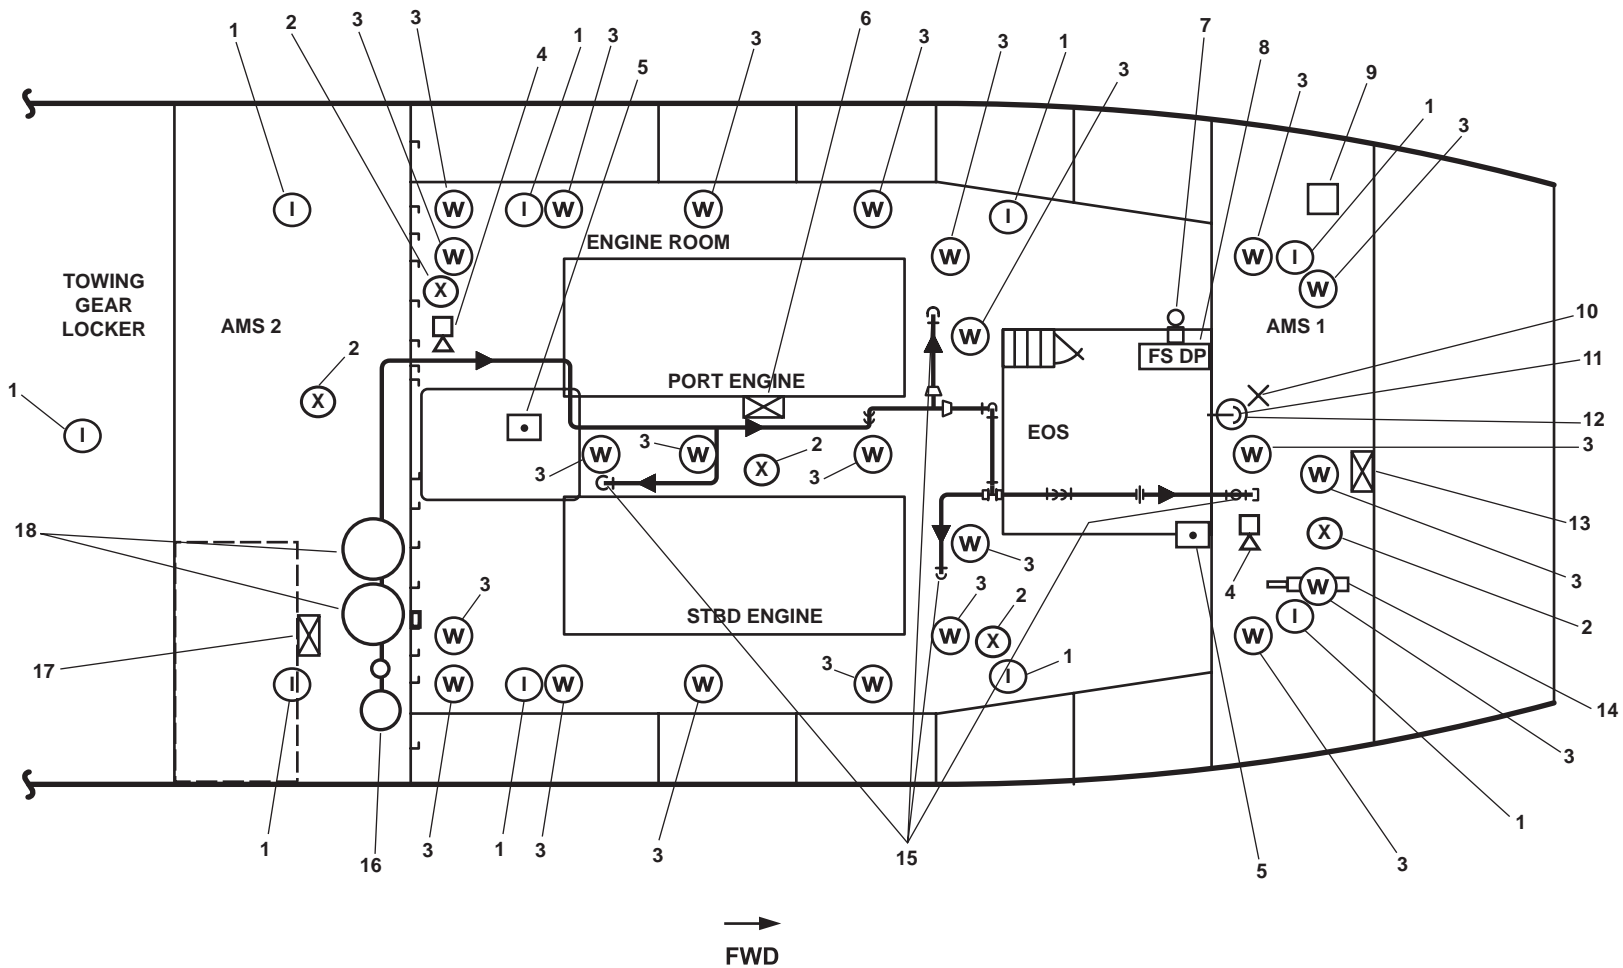 1 2 3 3 4 1 3 5 3 6 3 3 1 3 7 8 3 9 1 3
I W I W W W W I
W W W I W
ENGINE ROOM
X
TOWING
GEAR
LOCKER
AMS 2
AMS 1
10
W
FS DP
2
PORT ENGINE
11
1
X
12
I
EOS
3 W 3 W 2 X 3 W
W 3
W
13
18
X
W 3
4
3
3 3 2
W
14
STBD ENGINE
I
2
W W X W
17
1
3
I W I W W W I
14
3
1 16 3 1 3 3 15 5 3 1
FWD